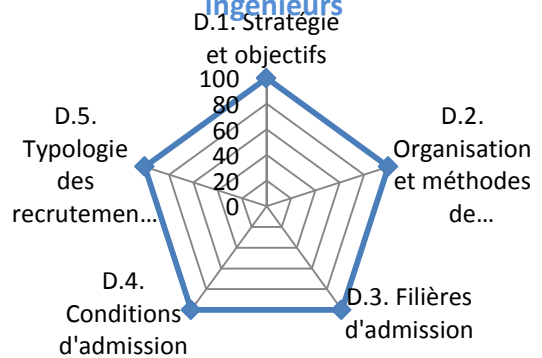 ingénieurs
D.1. Stratégie
et objectifs
100
80
60
40
20
0
D.2.
Organisation
et méthodes
de...
D.3. Filières
d'admission
D.4.
Conditions
d'admission
D.5.
Typologie
des
recrutemen...